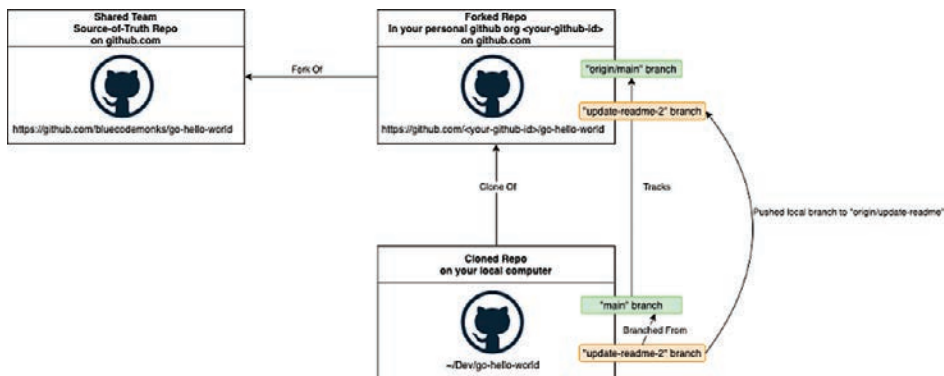 Shared Team
Source-of-Truth Repo
on github.com
https://github.com/bluecodemonks/go-hello-world
Fork Of
Forked Repo
In your personal github org <your-github-id>
on github.com
https://github.com/<your-github-id>/go-hello-world
"origin/main" branch
"update-readme-2" branch
Clone Of
Tracks
Pushed local branch to "origin/update-readme"
Cloned Repo
on your local computer
~/Dev/go-hello-world
"main" branch
Branched From
"update-readme-2" branch